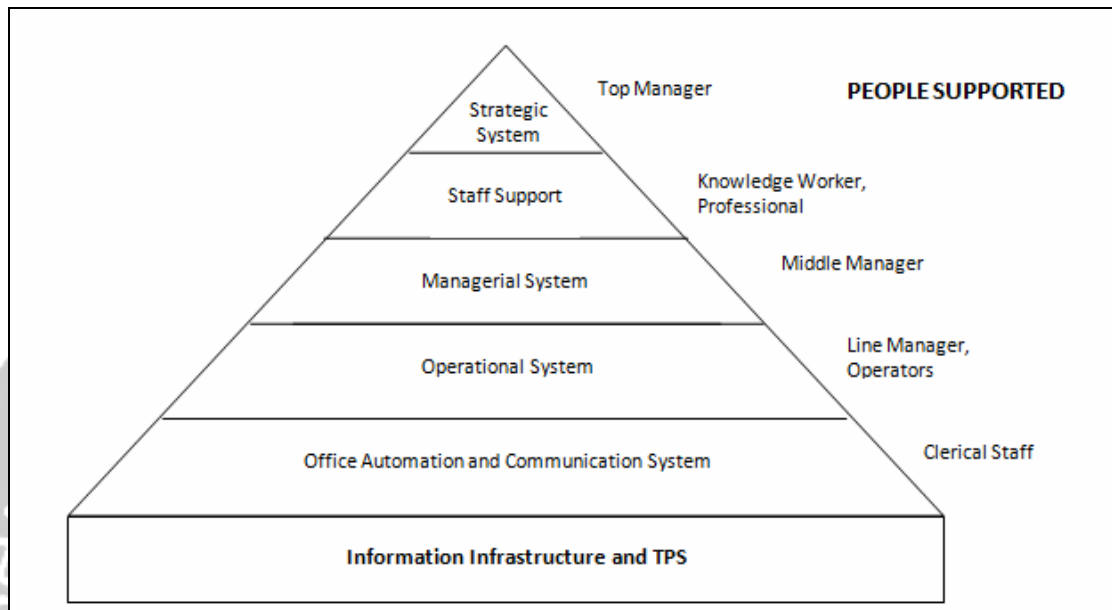 Top Manager
PEOPLE SUPPORTED
Strategic
System
Knowledge Worker,
Professional
Staff Support
Middle Manager
Managerial System
Line Manager,
Operators
Operational System
Clerical Staff
Office Automation and Communication System
Information Infrastructure and TPS